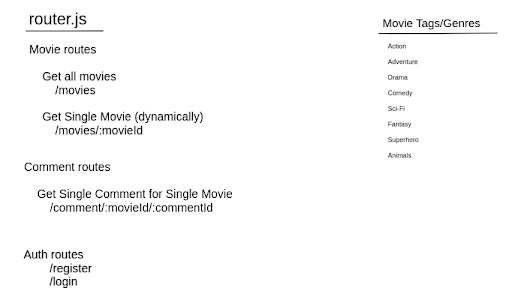 router.js
Movie routes
Get all movies
/movies
Get Single Movie (dynamically)
/movies/:movieId
Comment routes
Get Single Comment for Single Movie
/comment/:movieId/:commentId
Auth routes
/register
/login
Movie Tags/Genres
Action
Adventure
Drama
Comedy
Sci-Fi
Fantasy
Superhero
Animals